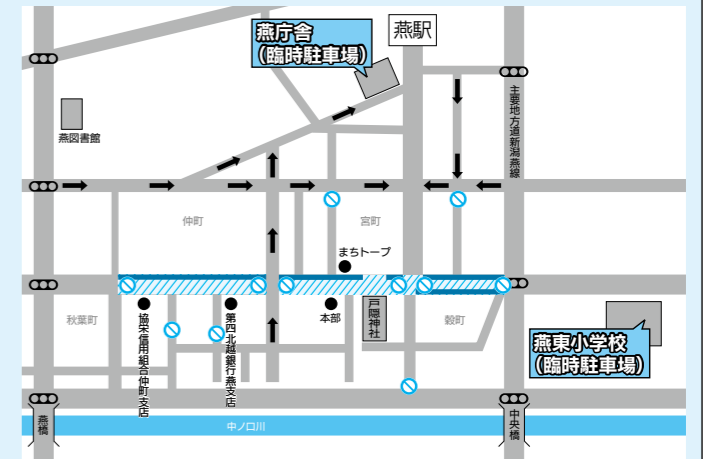 燕庁舎
(臨時駐車場)
燕駅
主要地方道新潟燕線
燕図書館
仲町
宮町
まちトープ
秋葉町
協栄信用組合仲町支店
第四北越銀行燕支店
本部
戸隠神社
穀町
燕東小学校
(臨時駐車場)
燕橋
中ノ口川
中央橋